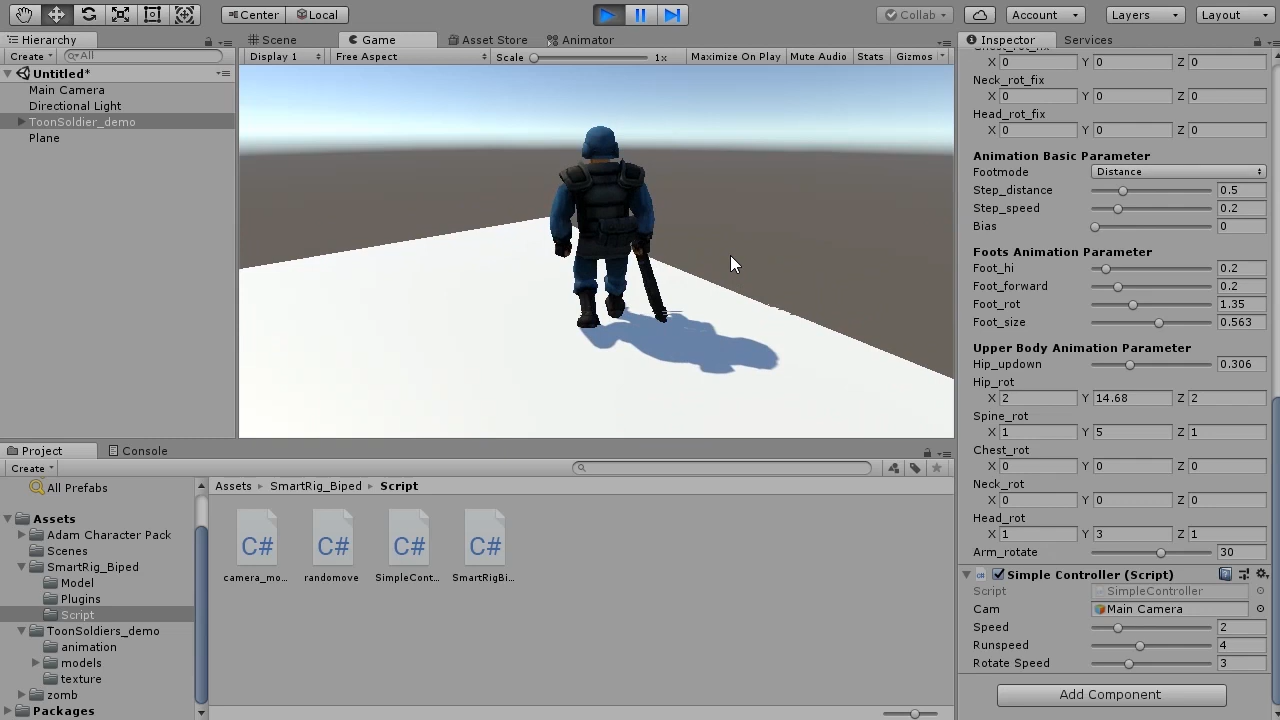 Center Local Collab Account Layers Layout
Hierarchy
Create All
Untitled*
Main Camera
Directional Light
ToonSoldier_demo
Plane
Scene Game Asset Store Animator
Display 1 Free Aspect Scale 1x Maximize On Play Mute Audio Stats Gizmos
Inspector Services
X 0 Y 0 Z 0
Neck_rot_fix
X 0 Y 0 Z 0
Head_rot_fix
X 0 Y 0 Z 0
Animation Basic Parameter
Footmode Distance
Step_distance 0.5
Step_speed 0.2
Bias 0
Foots Animation Parameter
Foot_hi 0.2
Foot_forward 0.2
Foot_rot 1.35
Foot_size 0.563
Upper Body Animation Parameter
Hip_updown 0.306
Hip_rot
X 2 Y 14.68 Z 2
Spine_rot
X 1 Y 5 Z 1
Chest_rot
X 0 Y 0 Z 0
Neck_rot
X 0 Y 0 Z 0
Head_rot
X 1 Y 3 Z 1
Arm_rotate 30
Simple Controller (Script)
Script SimpleController
Cam Main Camera
Speed 2
Runspeed 4
Rotate Speed 3
Add Component
Project Console
Create
All Prefabs
Assets
Adam Character Pack
Scenes
SmartRig_Biped
Model
Plugins
Script
ToonSoldiers_demo
animation
models
texture
zomb
Packages
Assets SmartRig_Biped Script
C# C# C# C#
camera_mo... randomove SimpleCont... SmartRigBi...